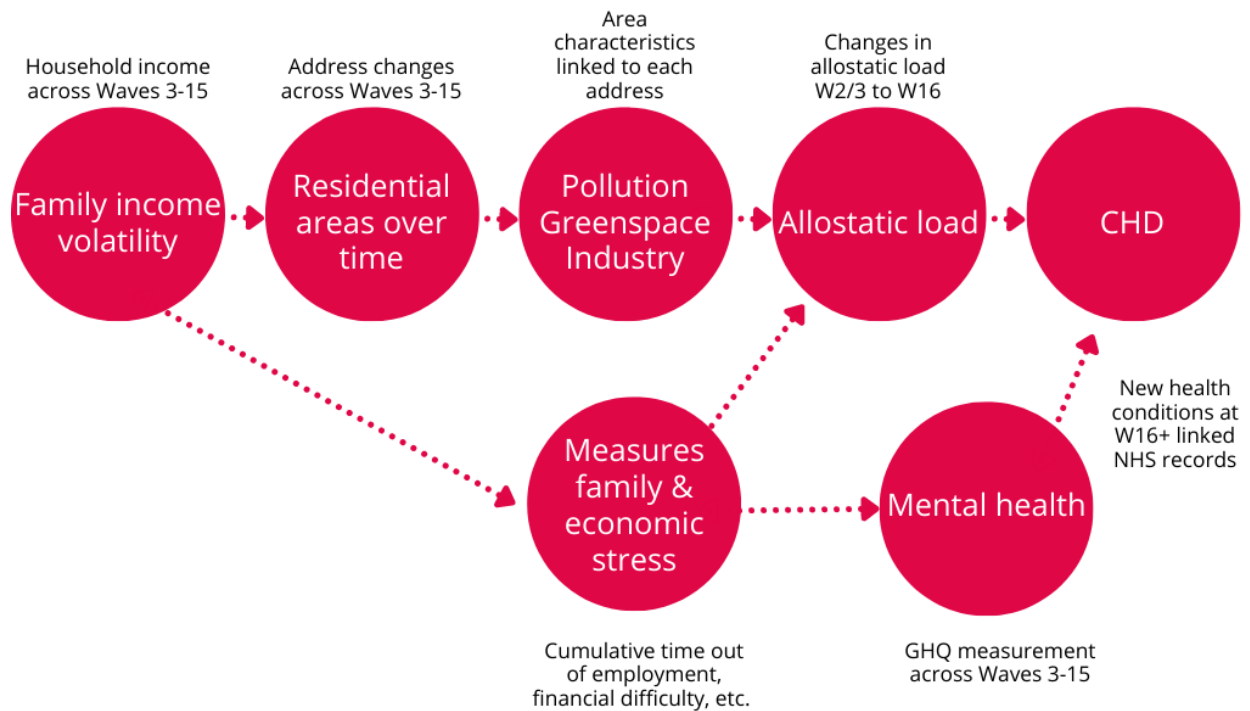 Household income
across Waves 3-15
Address changes
across Waves 3-15
Area
characteristics
linked to each
address
Changes in
allostatic load
W2/3 to W16
Family income
volatility
Residential
areas over
time
Pollution
Greenspace
Industry
Allostatic load
CHD
Measures
family &
economic
stress
Mental health
New health
conditions at
W16+ linked
NHS records
Cumulative time out
of employment,
financial difficulty, etc.
GHQ measurement
across Waves 3-15